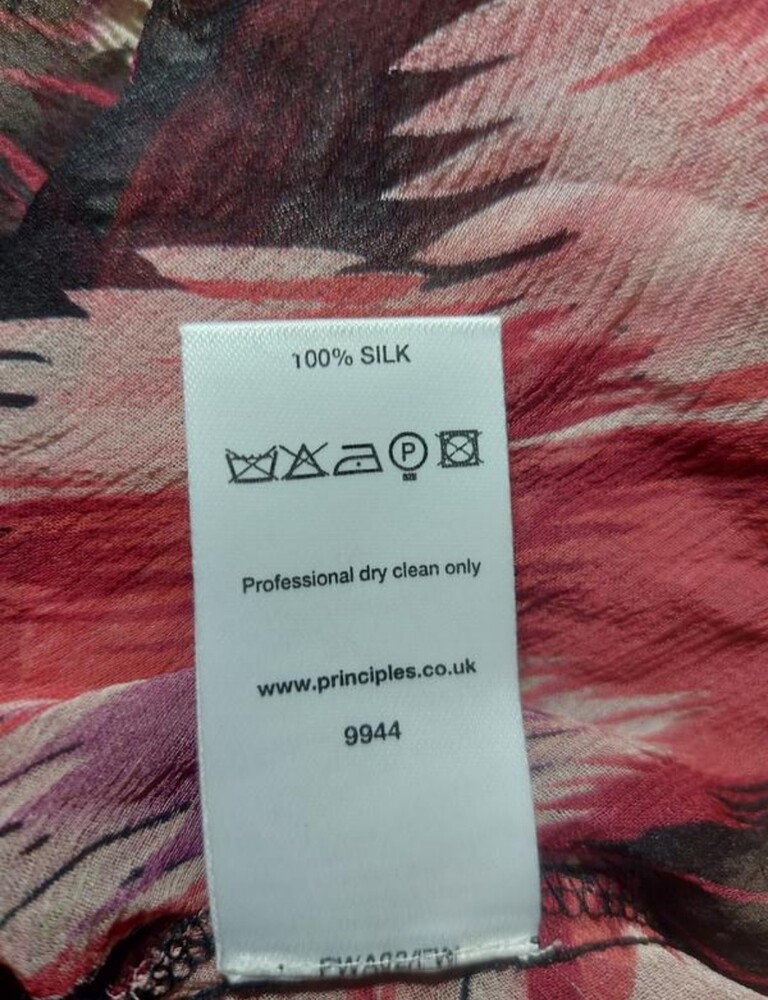 100% SILK
P
Professional dry clean only
www.principles.co.uk
9944